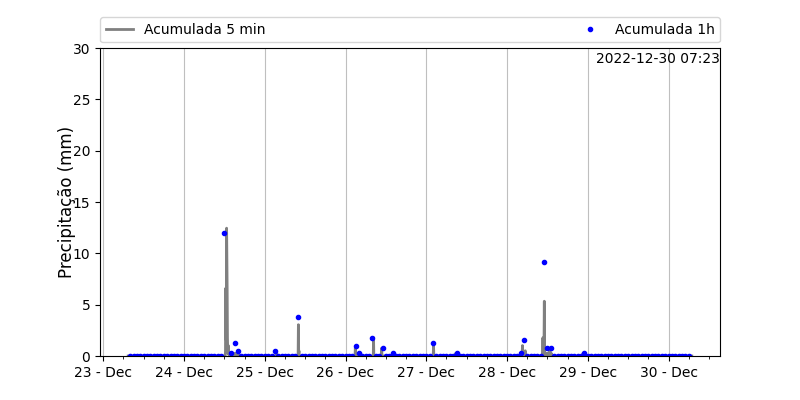 Acumulada 5 min
Acumulada 1h
2022-12-30 07:23
Precipitação (mm)
30
25
20
15
10
5
0
23 - Dec
24 - Dec
25 - Dec
26 - Dec
27 - Dec
28 - Dec
29 - Dec
30 - Dec